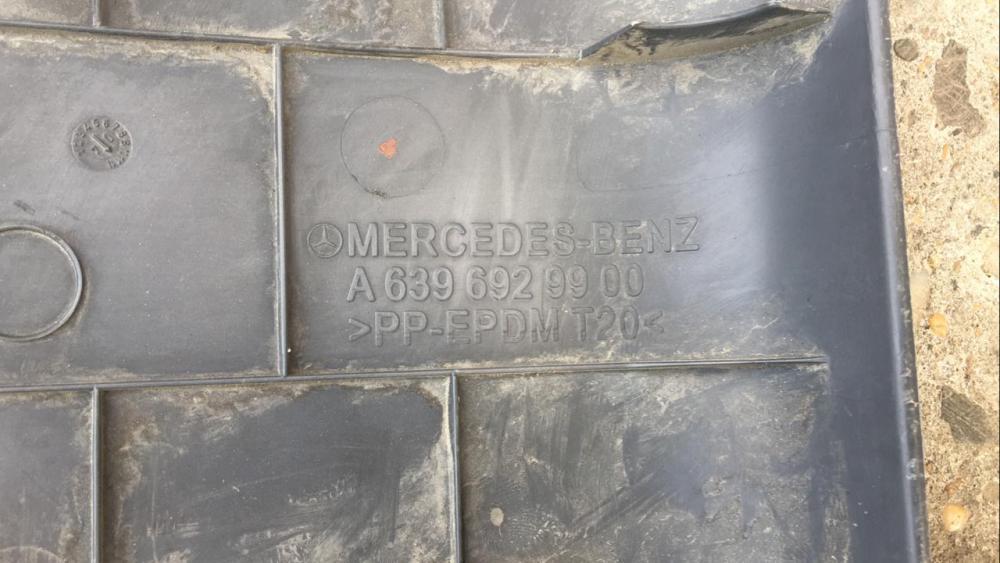 MERCEDES-BENZ
A 639 692 99 00
>PP-EPDM T20<